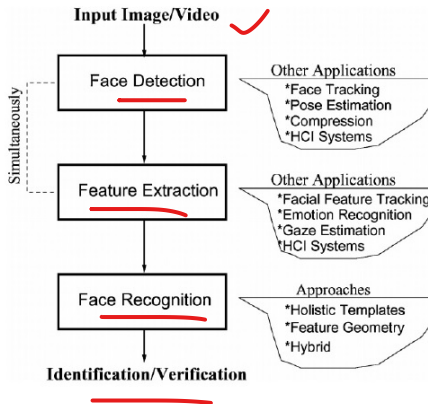 Input Image/Video
Face Detection
Other Applications
*Face Tracking
*Pose Estimation
*Compression
*HCI Systems
Simultaneously
Feature Extraction
Other Applications
*Facial Feature Tracking
*Emotion Recognition
*Gaze Estimation
*HCI Systems
Face Recognition
Approaches
*Holistic Templates
*Feature Geometry
*Hybrid
Identification/Verification